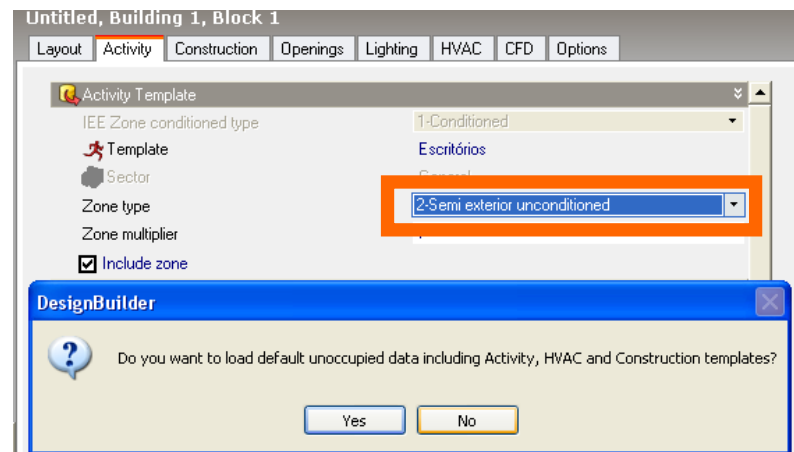 Untitled, Building 1, Block 1
Layout Activity Construction Openings Lighting HVAC CFD Options
Activity Template
IEE Zone conditioned type 1-Conditioned
Template Escritórios
Sector General
Zone type 2-Semi exterior unconditioned
Zone multiplier
Include zone
DesignBuilder
Do you want to load default unoccupied data including Activity, HVAC and Construction templates?
Yes No